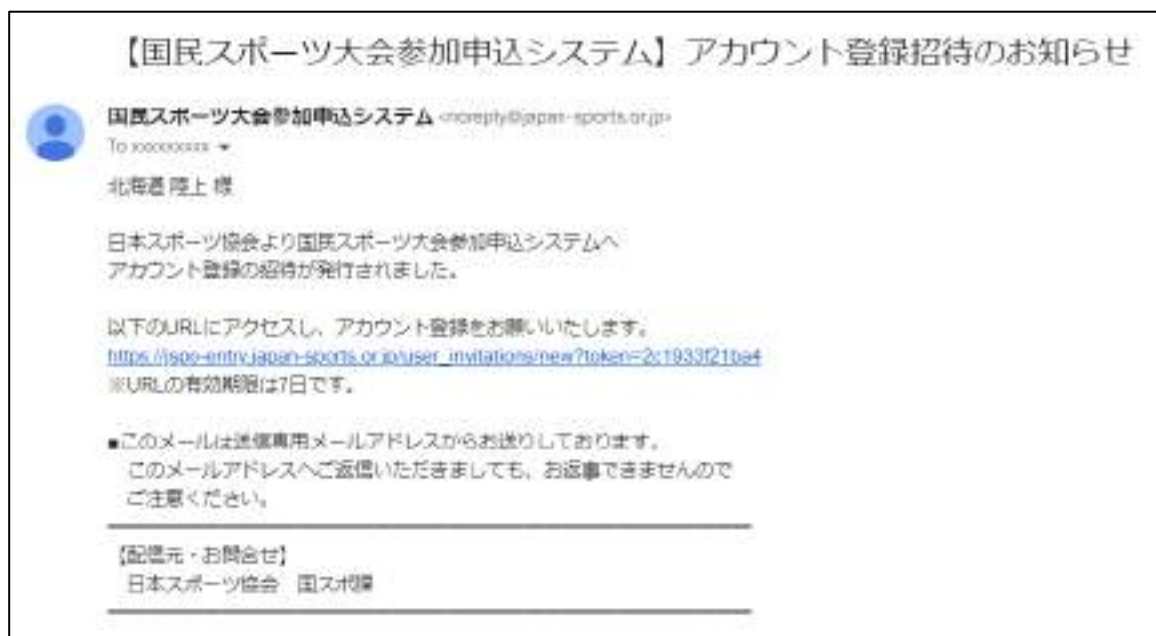 【国民スポーツ大会参加申込システム】アカウント登録招待のお知らせ
国民スポーツ大会参加申込システム <noreply@japan-sports.or.jp>
To xxxxxxxxx
北海道 陸上 様
日本スポーツ協会より国民スポーツ大会参加申込システムへ
アカウント登録の招待が発行されました。
以下のURLにアクセスし、アカウント登録をお願いいたします。
https://jspo-entry.japan-sports.or.jp/user_invitations/new?token=2c1933f21ba4
※URLの有効期限は7日です。
■このメールは送信専用メールアドレスからお送りしております。
このメールアドレスへご返信いただきましても、お返事できませんので
ご注意ください。
【配信元・お問合せ】
日本スポーツ協会 国スポ課